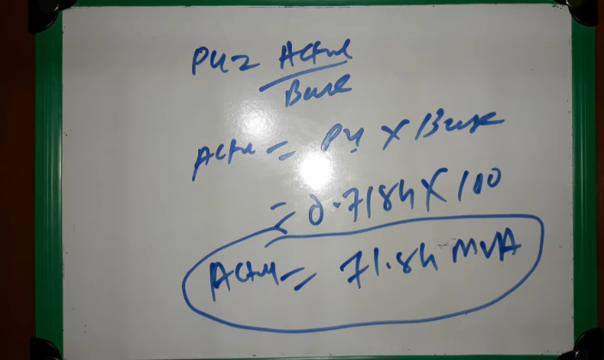 PU = Actual
Base
Actual = PU X Base
= 0.7184 X 100
Actual = 71.84 MVA